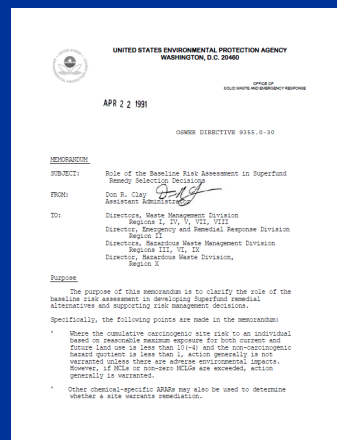 UNITED STATES ENVIRONMENTAL PROTECTION AGENCY
WASHINGTON, D.C. 20460
OFFICE OF
SOLID WASTE AND EMERGENCY RESPONSE
APR 22 1991
OSWER DIRECTIVE 9355.0-30
MEMORANDUM
SUBJECT: Role of the Baseline Risk Assessment in Superfund
Remedy Selection Decisions
FROM: Don R. Clay
Assistant Administrator
TO: Directors, Waste Management Division
Regions I, IV, V, VII, VIII
Director, Emergency and Remedial Response Division
Region II
Directors, Hazardous Waste Management Division
Regions III, VI, IX
Director, Hazardous Waste Division,
Region X
Purpose
The purpose of this memorandum is to clarify the role of the
baseline risk assessment in developing Superfund remedial
alternatives and supporting risk management decisions.
Specifically, the following points are made in the memorandum:
° Where the cumulative carcinogenic site risk to an individual
based on reasonable maximum exposure for both current and
future land use is less than 10(-4) and the non-carcinogenic
hazard quotient is less than 1, action generally is not
warranted unless there are adverse environmental impacts.
However, if MCLs or non-zero MCLGs are exceeded, action
generally is warranted.
° Other chemical-specific ARARs may also be used to determine
whether a site warrants remediation.